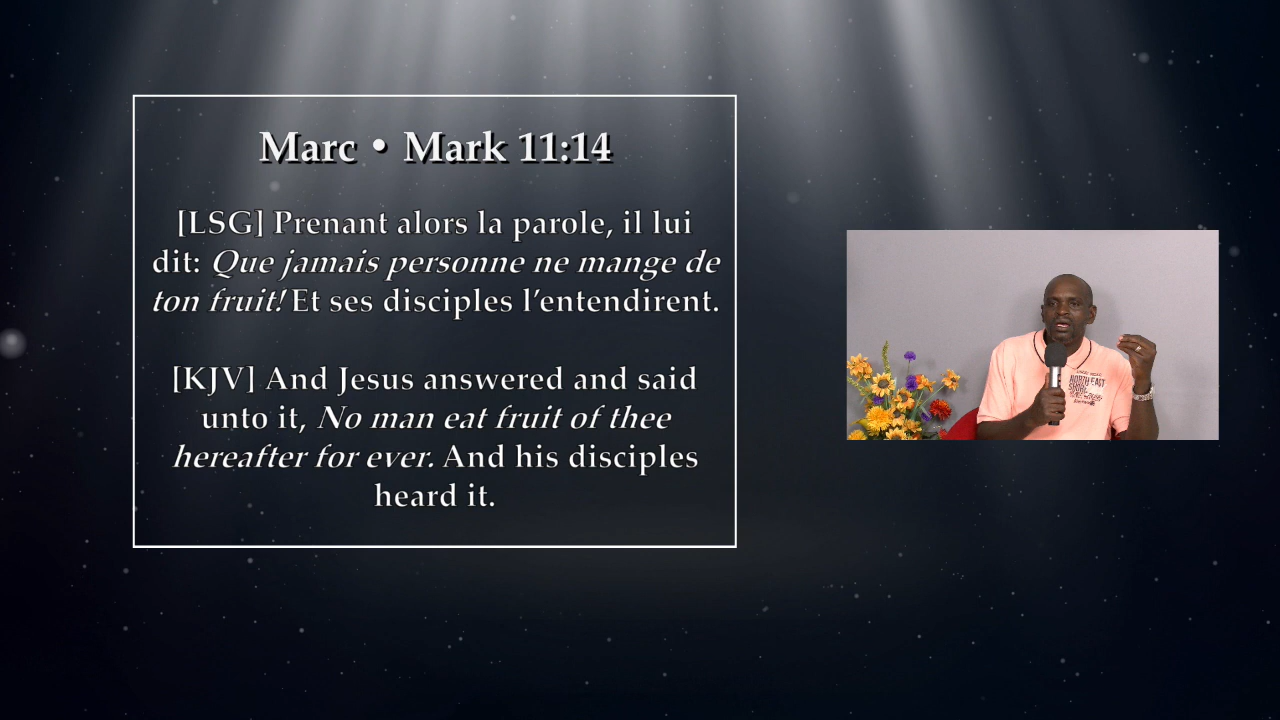 Marc • Mark 11:14
[LSG] Prenant alors la parole, il lui
dit: Que jamais personne ne mange de
ton fruit! Et ses disciples l’entendirent.
[KJV] And Jesus answered and said
unto it, No man eat fruit of thee
hereafter for ever. And his disciples
heard it.
NORTH EAST